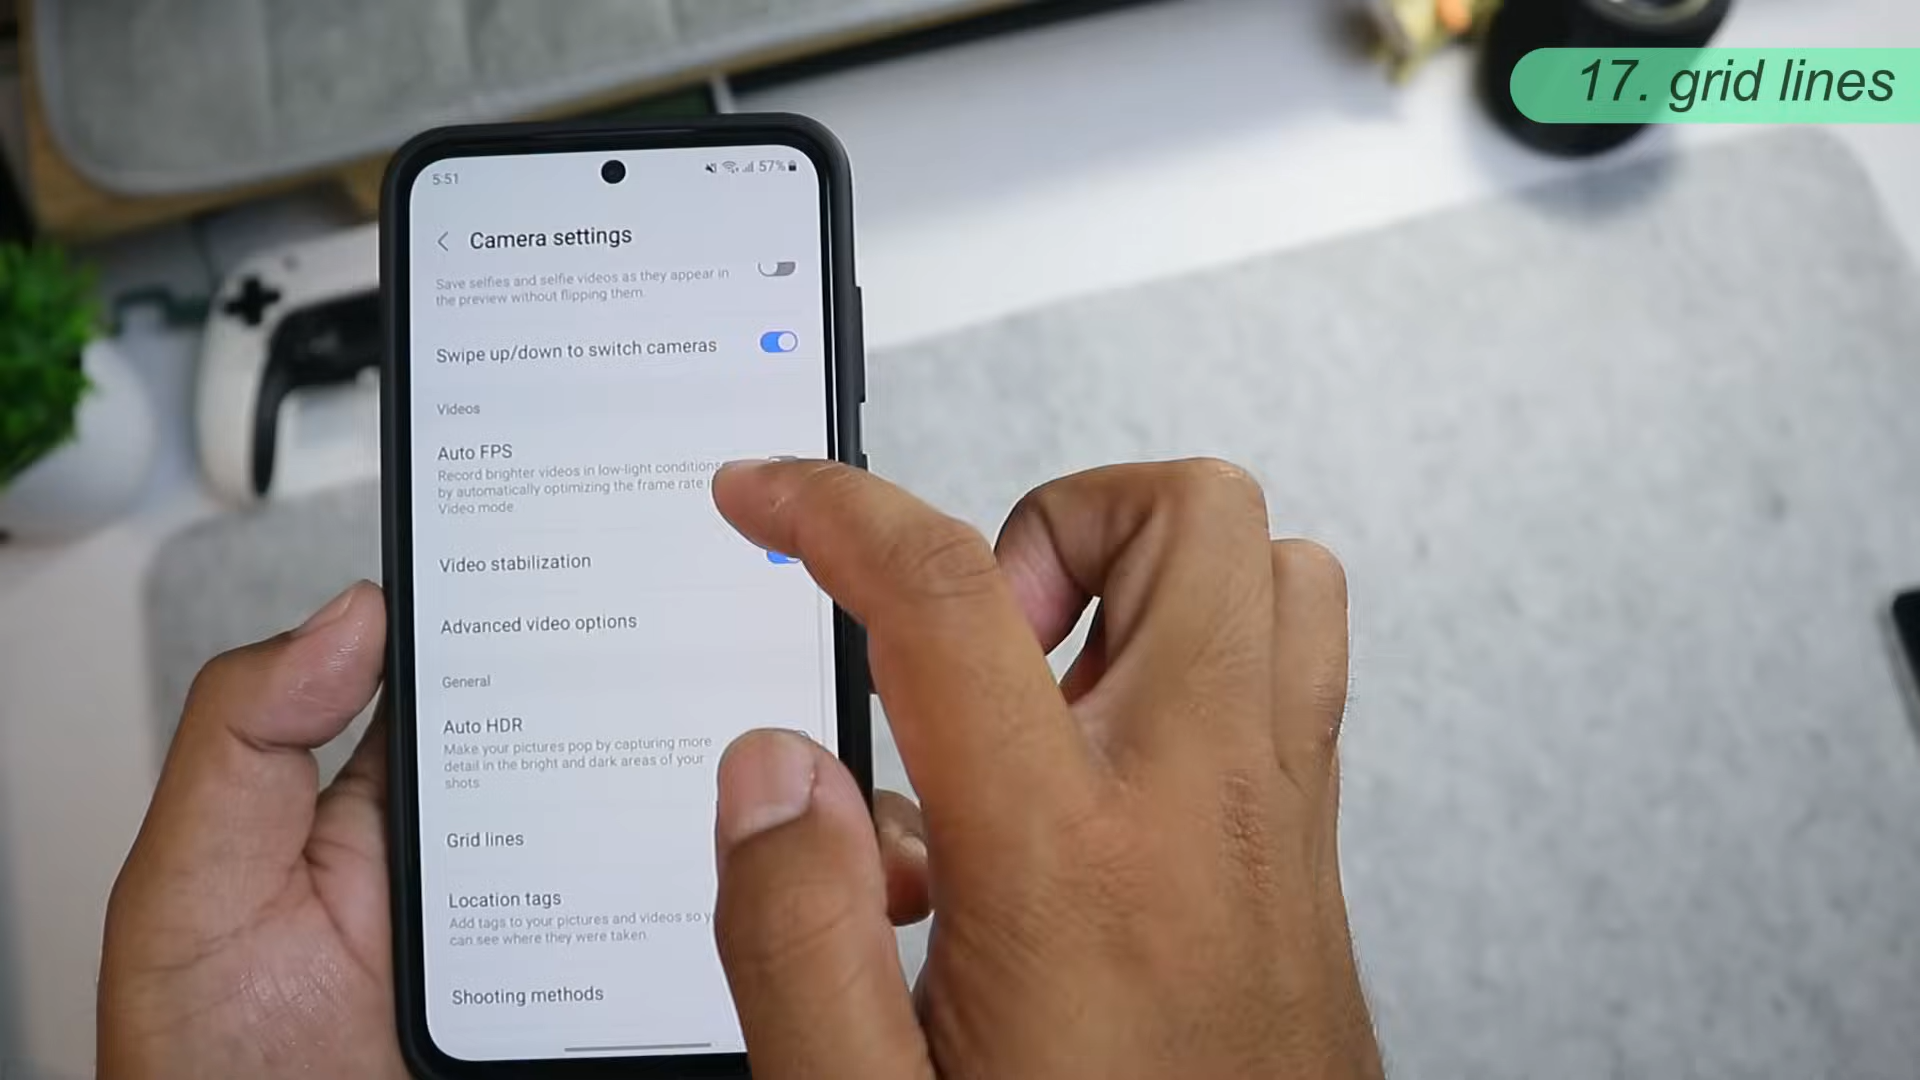 17. grid lines
5:51
57%
Camera settings
Save selfies and selfie videos as they appear in
the preview without flipping them.
Swipe up/down to switch cameras
Videos
Auto FPS
Record brighter videos in low-light conditions
by automatically optimizing the frame rate
Video mode.
Video stabilization
Advanced video options
General
Auto HDR
Make your pictures pop by capturing more
detail in the bright and dark areas of your
shots.
Grid lines
Location tags
Add tags to your pictures and videos so
can see where they were taken.
Shooting methods